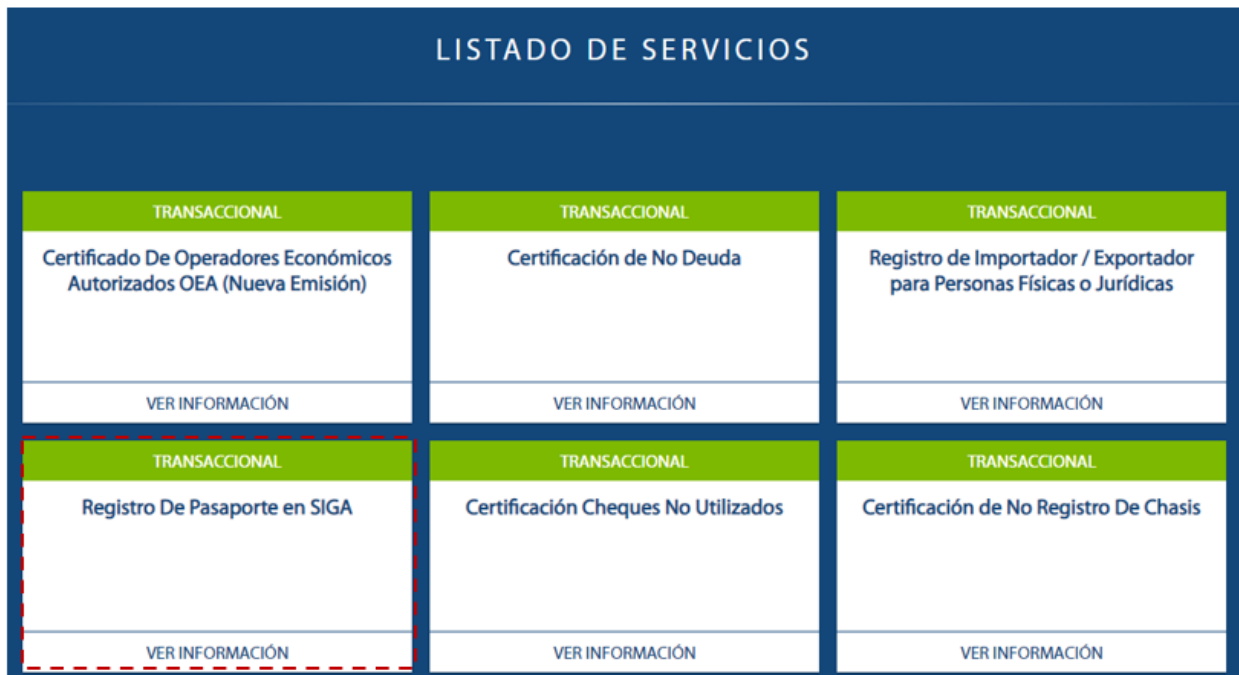 LISTADO DE SERVICIOS
TRANSACCIONAL
Certificado De Operadores Económicos
Autorizados OEA (Nueva Emisión)
VER INFORMACIÓN
TRANSACCIONAL
Certificación de No Deuda
VER INFORMACIÓN
TRANSACCIONAL
Registro de Importador / Exportador
para Personas Físicas o Jurídicas
VER INFORMACIÓN
TRANSACCIONAL
Registro De Pasaporte en SIGA
VER INFORMACIÓN
TRANSACCIONAL
Certificación Cheques No Utilizados
VER INFORMACIÓN
TRANSACCIONAL
Certificación de No Registro De Chasis
VER INFORMACIÓN